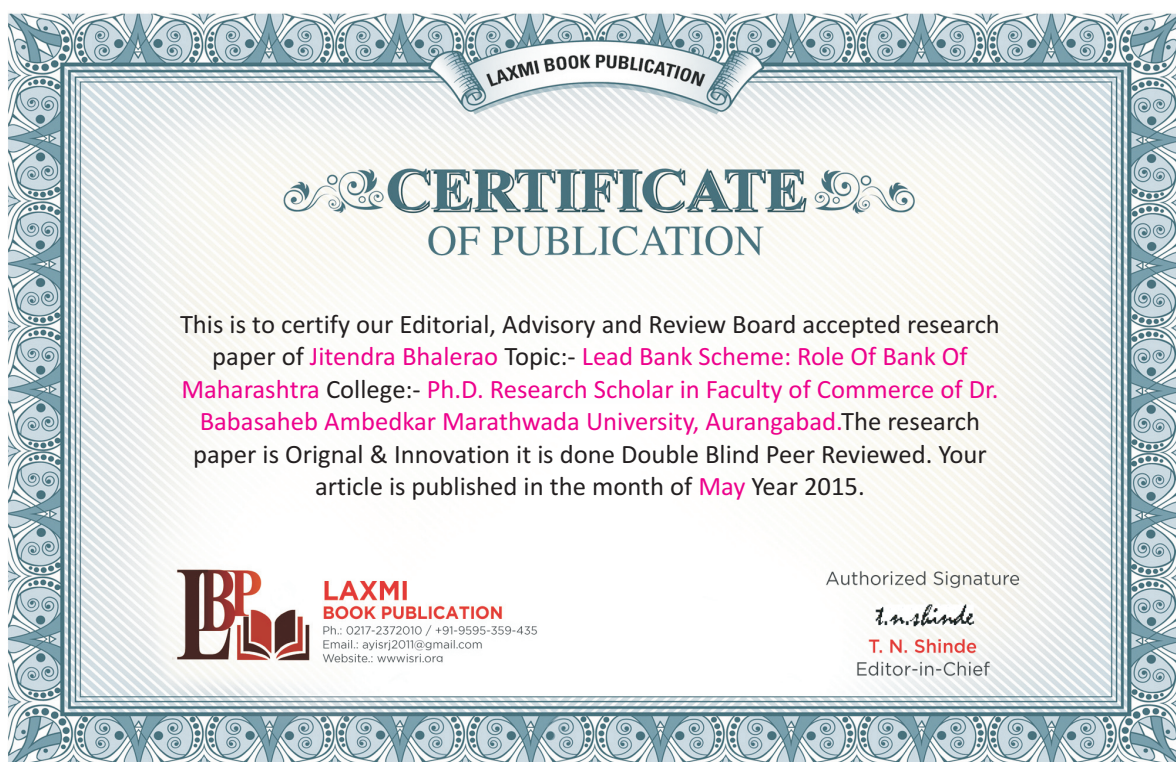 LAXMI BOOK PUBLICATION
CERTIFICATE
OF PUBLICATION
This is to certify our Editorial, Advisory and Review Board accepted research
paper of Jitendra Bhalerao Topic:- Lead Bank Scheme: Role Of Bank Of
Maharashtra College:- Ph.D. Research Scholar in Faculty of Commerce of Dr.
Babasaheb Ambedkar Marathwada University, Aurangabad.The research
paper is Orignal & Innovation it is done Double Blind Peer Reviewed. Your
article is published in the month of May Year 2015.
LBP
LAXMI
BOOK PUBLICATION
Ph.: 0217-2372010 / +91-9595-359-435
Email.: ayisrj2011@gmail.com
Website.: wwwisri.org
Authorized Signature
t.n.shinde
T. N. Shinde
Editor-in-Chief